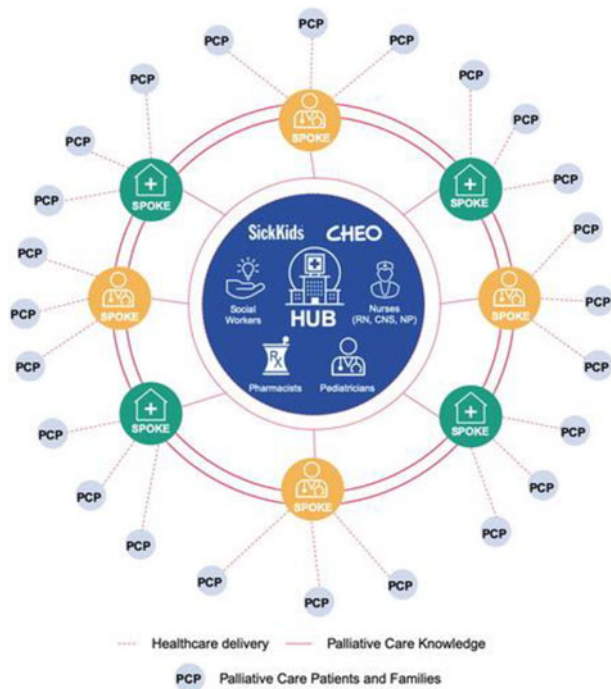 PCP
PCP
PCP
PCP
PCP
PCP
PCP
PCP
PCP
SPOKE
SPOKE
SPOKE
SickKids CHEO
PCP
PCP
PCP
PCP
PCP
PCP
SPOKE
SPOKE
Social
Workers
HUB
Nurses
(RN, CNS, NP)
RX
Pharmacists
Pediatricians
SPOKE
SPOKE
SPOKE
PCP
PCP
PCP
PCP
PCP
PCP
PCP
PCP
PCP
Healthcare delivery
Palliative Care Knowledge
PCP Palliative Care Patients and Families